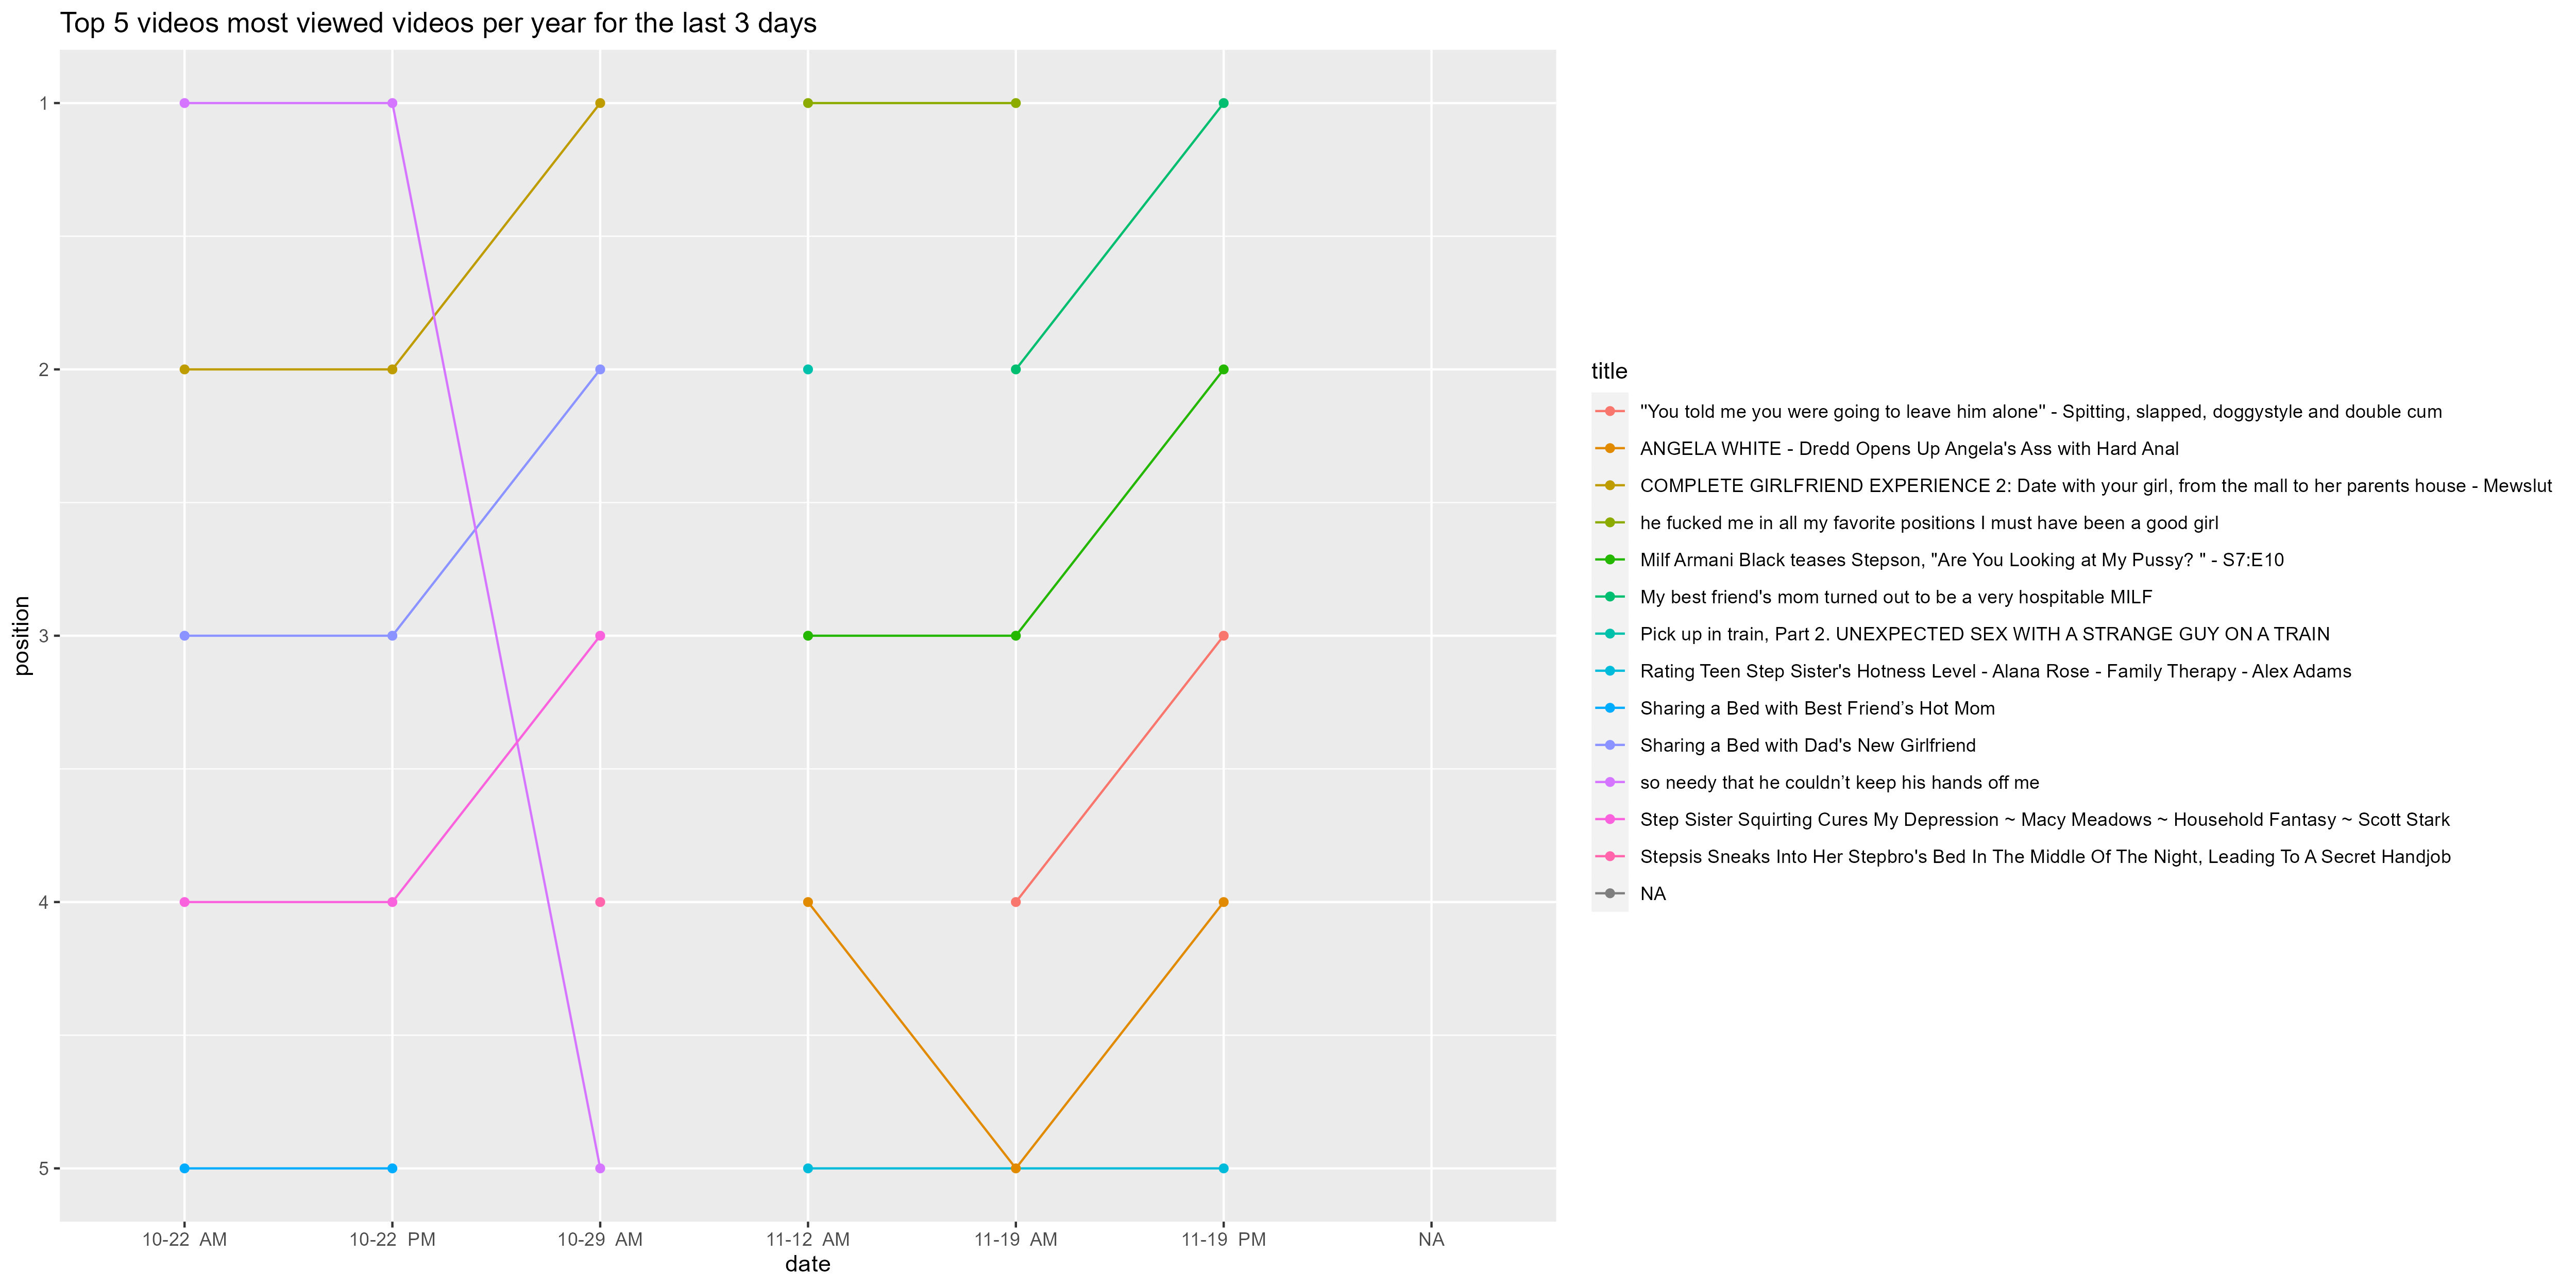 Top 5 videos most viewed videos per year for the last 3 days
1
2
3
4
5
position
10-22 AM
10-22 PM
10-29 AM
11-12 AM
11-19 AM
11-19 PM
NA
date
title
"You told me you were going to leave him alone" - Spitting, slapped, doggystyle and double cum
ANGELA WHITE - Dredd Opens Up Angela's Ass with Hard Anal
COMPLETE GIRLFRIEND EXPERIENCE 2: Date with your girl, from the mall to her parents house - Mewslut
he fucked me in all my favorite positions I must have been a good girl
Milf Armani Black teases Stepson, "Are You Looking at My Pussy? " - S7:E10
My best friend's mom turned out to be a very hospitable MILF
Pick up in train, Part 2. UNEXPECTED SEX WITH A STRANGE GUY ON A TRAIN
Rating Teen Step Sister's Hotness Level - Alana Rose - Family Therapy - Alex Adams
Sharing a Bed with Best Friend’s Hot Mom
Sharing a Bed with Dad's New Girlfriend
so needy that he couldn’t keep his hands off me
Step Sister Squirting Cures My Depression ~ Macy Meadows ~ Household Fantasy ~ Scott Stark
Stepsis Sneaks Into Her Stepbro's Bed In The Middle Of The Night, Leading To A Secret Handjob
NA